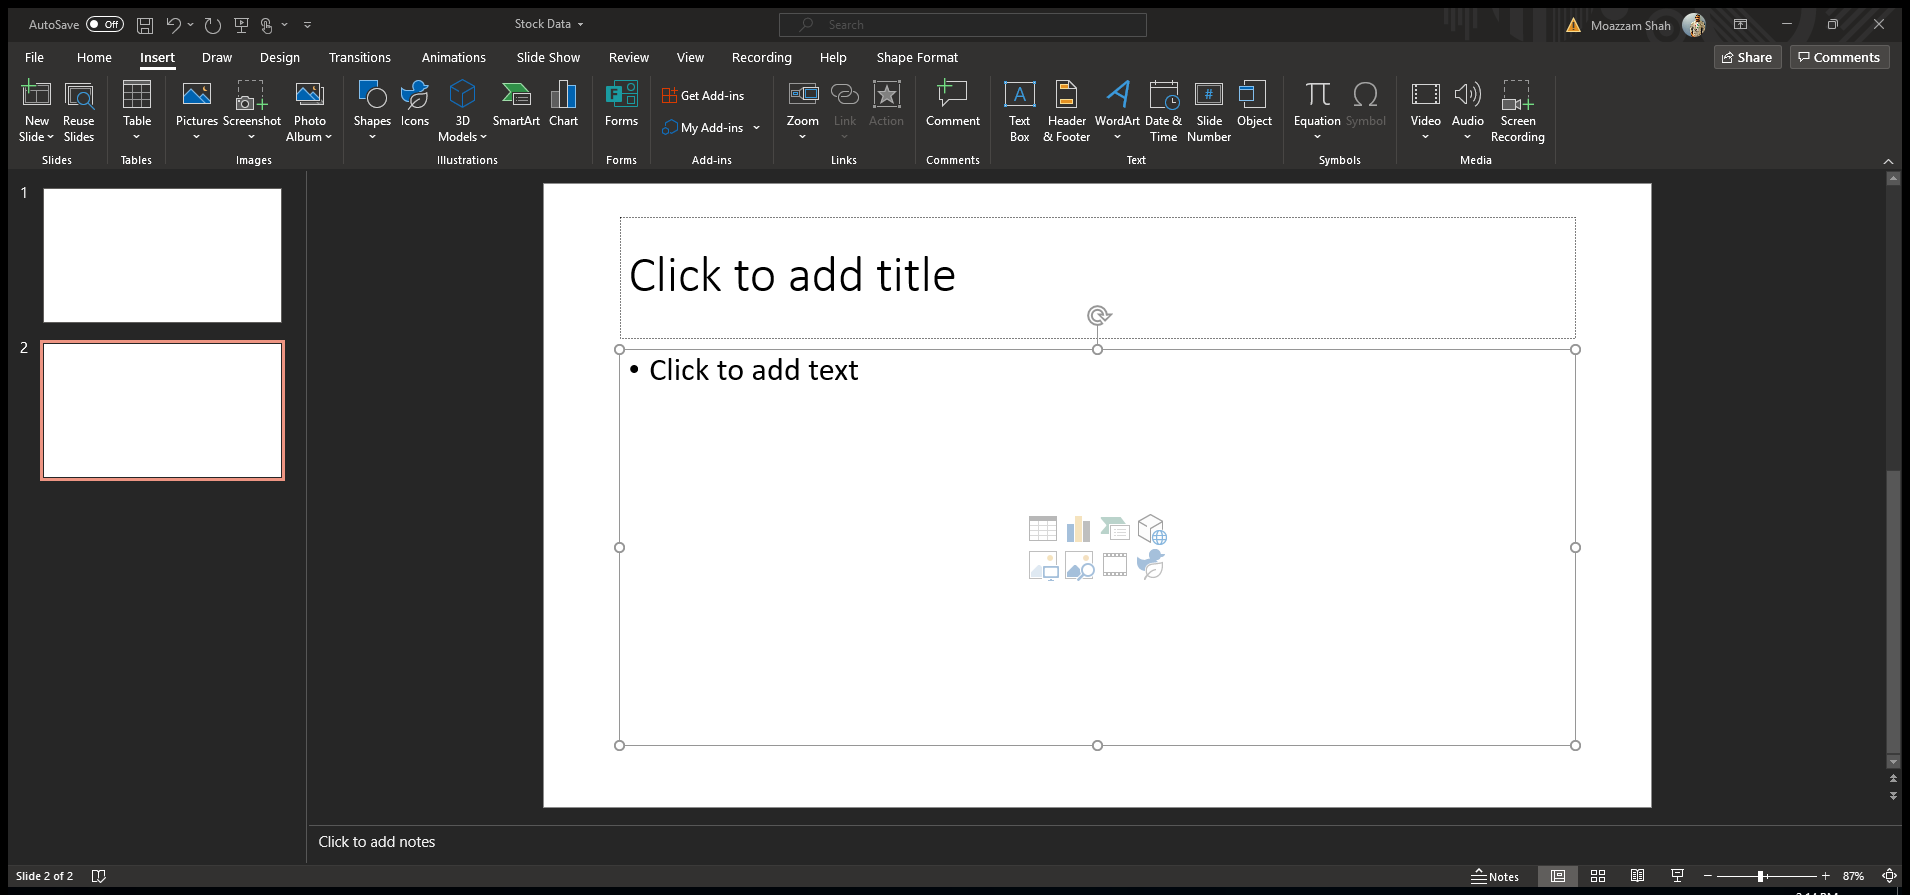 AutoSave Off
Stock Data
Search
Moazzam Shah
File Home Insert Draw Design Transitions Animations Slide Show Review View Recording Help Shape Format
Share Comments
New Slide
Reuse Slides
Slides
Table
Tables
Pictures
Screenshot
Photo Album
Images
Shapes
Icons
3D Models
SmartArt
Chart
Illustrations
Forms
Forms
Get Add-ins
My Add-ins
Add-ins
Zoom
Link
Action
Links
Comment
Comments
Text Box
Header & Footer
WordArt
Date & Time
Slide Number
Object
Text
Equation
Symbol
Symbols
Video
Audio
Screen Recording
Media
1
2
Click to add title
• Click to add text
Click to add notes
Slide 2 of 2
Notes
87%